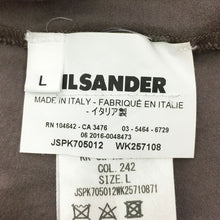 L
JIL SANDER
MADE IN ITALY - FABRIQUÉ EN ITALIE
- イタリア製 -
RN 104642 - CA 3476 03 - 5464 - 6729
06 2016-0048473
JSPK705012 WK257108
COL. 242
SIZE. L
JSPK705012WK25710871